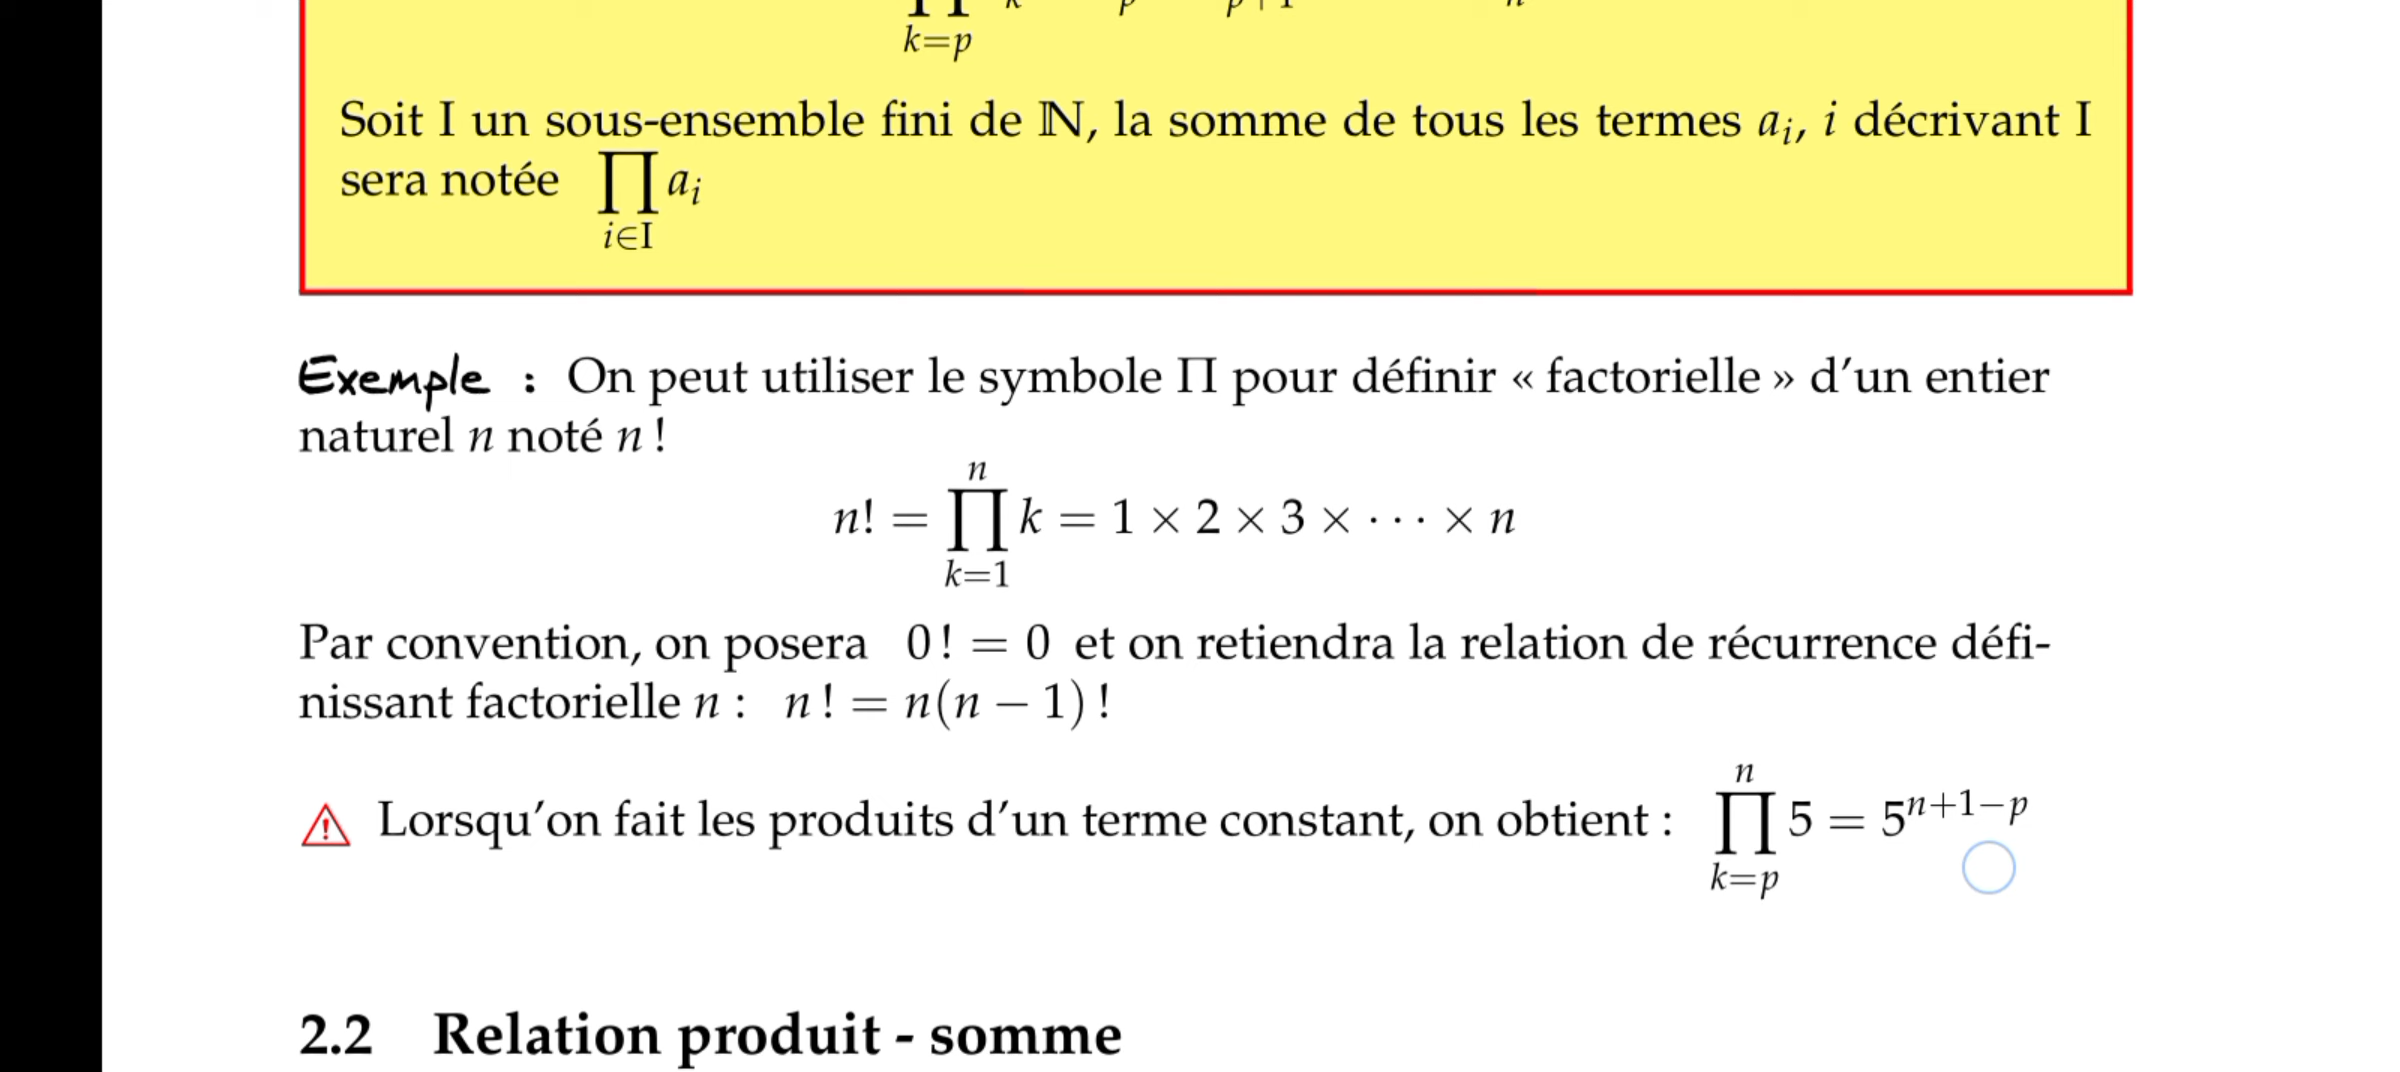 k=p
Soit I un sous-ensemble fini de ℕ, la somme de tous les termes aᵢ, i décrivant I
sera notée ∏ aᵢ
i∈I
Exemple : On peut utiliser le symbole Π pour définir « factorielle » d’un entier
naturel n noté n !
n
n! = ∏ k = 1 × 2 × 3 × · · · × n
k=1
Par convention, on posera 0 ! = 0 et on retiendra la relation de récurrence défi-
nissant factorielle n : n ! = n(n − 1) !
n
Lorsqu’on fait les produits d’un terme constant, on obtient : ∏ 5 = 5ⁿ⁺¹⁻ᵖ
k=p
2.2 Relation produit - somme